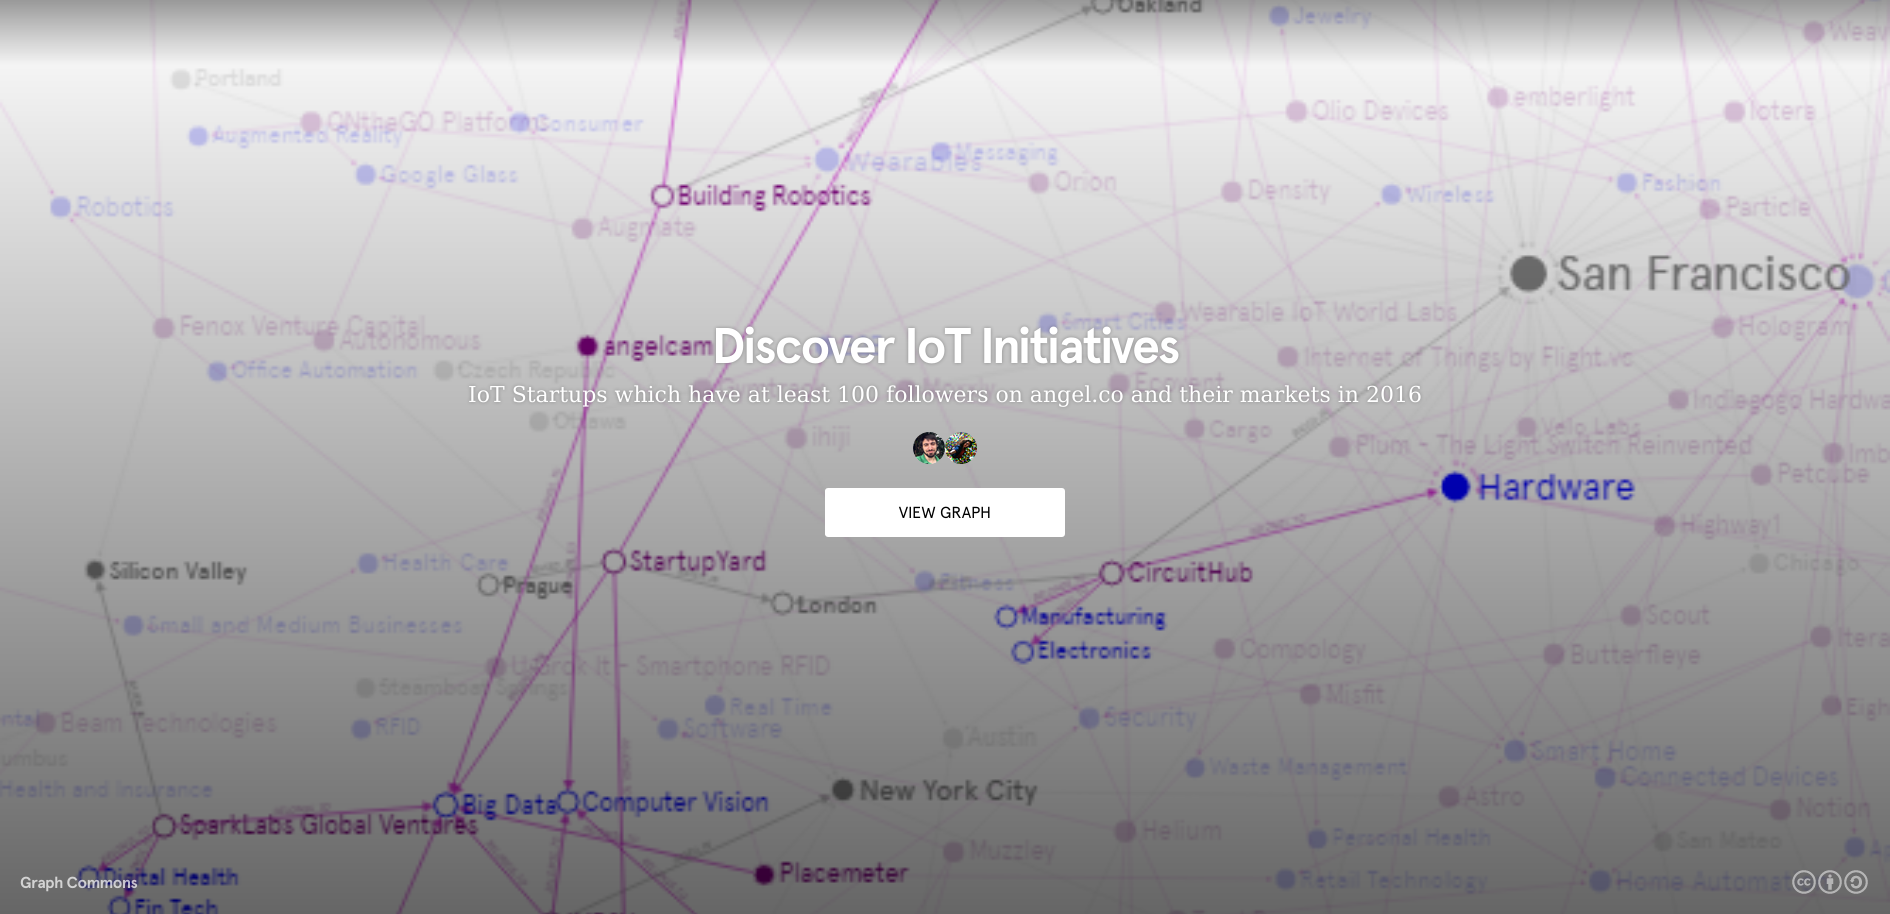 Oakland
Jewelry
Portland
emberlight
Olio Devices
Iotera
ONtheGO Platforms
Consumer
Augmented Reality
Messaging
Wearables
Google Glass
Orion
Density
Wireless
Fashion
Building Robotics
Robotics
Particle
Augmate
San Francisco
Wearable IoT World Labs
Smart Cities
Fenox Venture Capital
Hologram
Autonomous
angelcam
Discover IoT Initiatives
Internet of Things by Flight.vc
Office Automation
Czech Republic
IoT Startups which have at least 100 followers on angel.co and their markets in 2016
Indiegogo Hardwa
Ottawa
Cargo
Velo Labs
ihiji
Plum - The Light Switch Reinvented
Petcube
Hardware
VIEW GRAPH
Highway1
StartupYard
Health Care
Chicago
Silicon Valley
CircuitHub
Prague
Fitness
London
Manufacturing
Scout
Small and Medium Businesses
Electronics
Compology
Butterfleye
U Grok It - Smartphone RFID
Steamboat Springs
Misfit
Real Time
Security
Beam Technologies
RFID
Software
Austin
Smart Home
Waste Management
Connected Devices
Health and Insurance
New York City
Astro
Big Data
Computer Vision
Notion
SparkLabs Global Ventures
Helium
Personal Health
San Mateo
Muzzley
Placemeter
Digital Health
Retail Technology
Home Automat
Graph Commons
Fin Tech